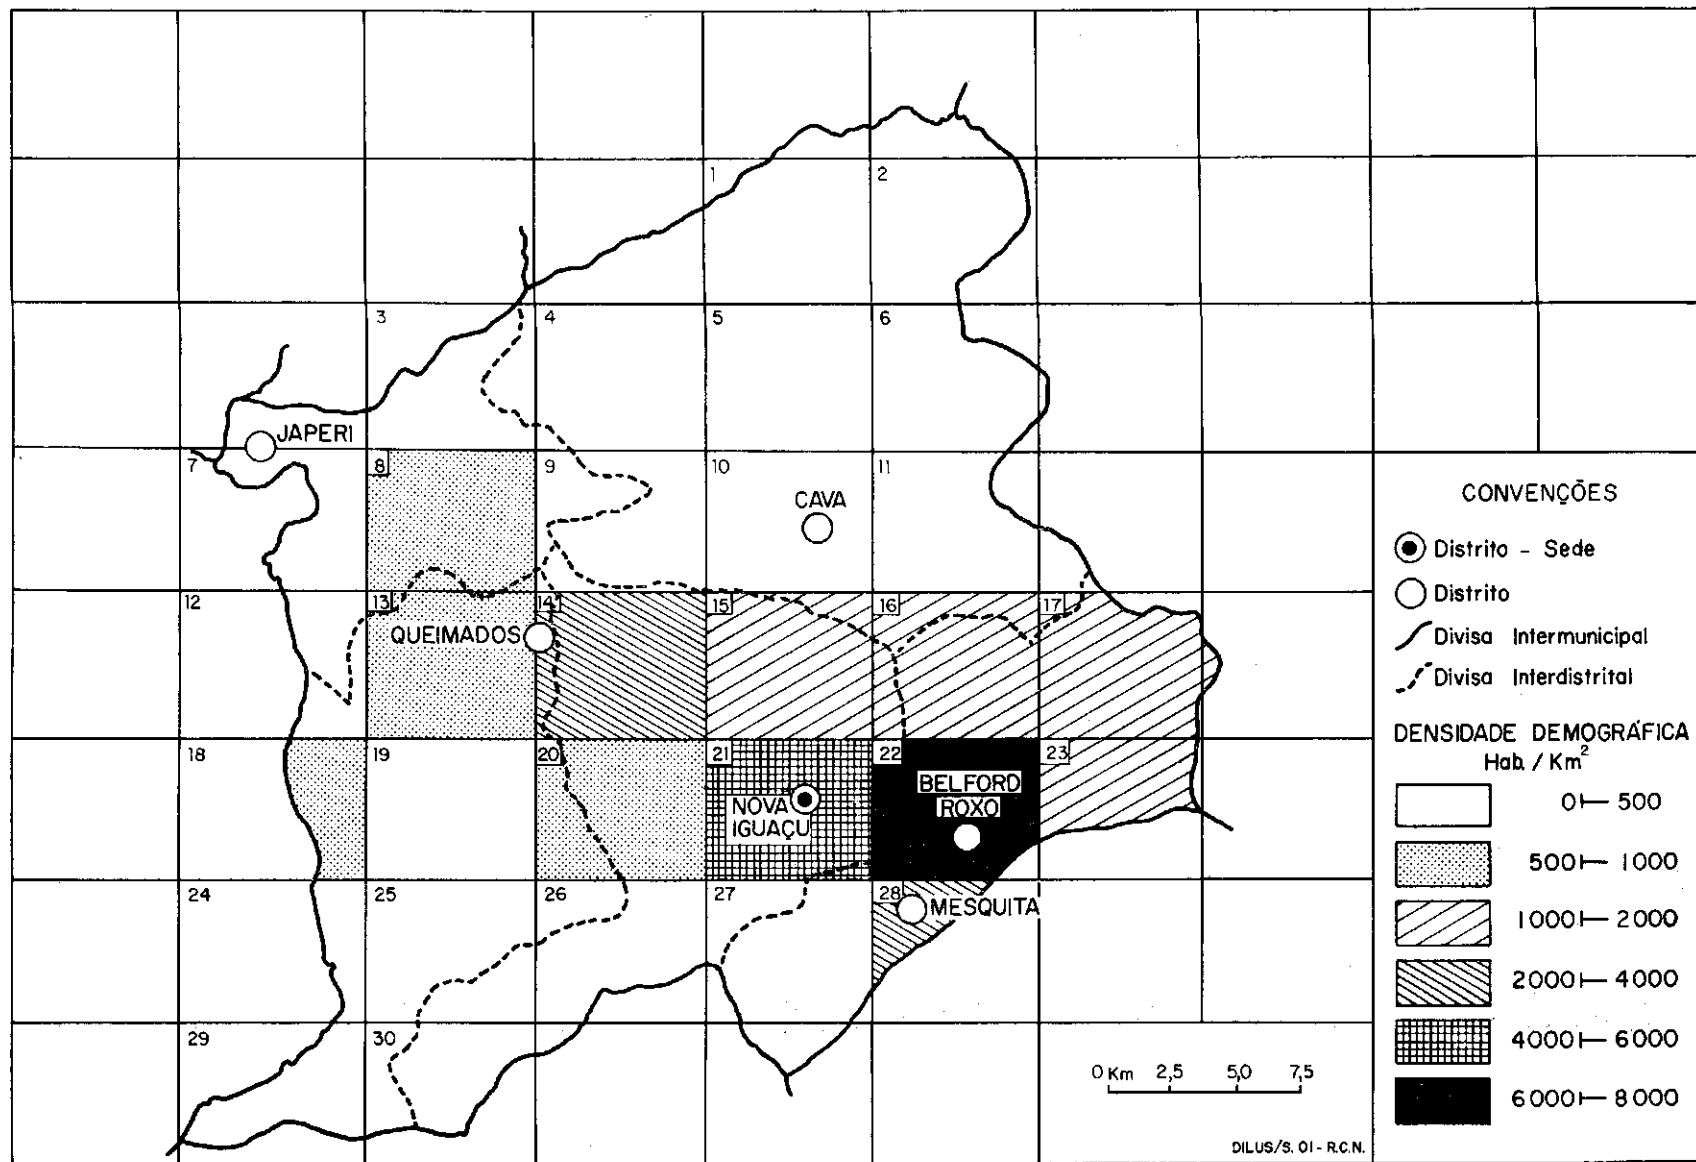 1
2
3
4
5
6
JAPERI
7
8
9
10
11
CAVA
12
13
14
15
16
17
QUEIMADOS
18
19
20
21
22
23
NOVA
IGUAÇU
BELFORD
ROXO
24
25
26
27
28
MESQUITA
29
30
CONVENÇÕES
Distrito - Sede
Distrito
Divisa Intermunicipal
Divisa Interdistrital
DENSIDADE DEMOGRÁFICA
Hab. / Km²
0⊢ 500
500⊢ 1000
1000⊢ 2000
2000⊢ 4000
4000⊢ 6000
6000⊢ 8000
0 Km 2,5 5,0 7,5
DILUS/S. 01 - R.C.N.